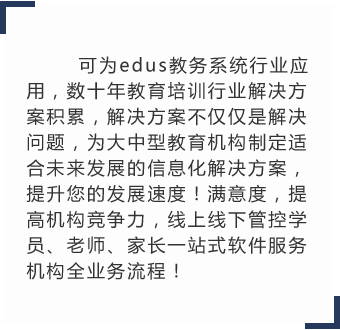 可为edus教务系统行业应
用，数十年教育培训行业解决方
案积累，解决方案不仅仅是解决
问题，为大中型教育机构制定适
合未来发展的信息化解决方案，
提升您的发展速度！满意度，提
高机构竞争力，线上线下管控学
员、老师、家长一站式软件服务
机构全业务流程！